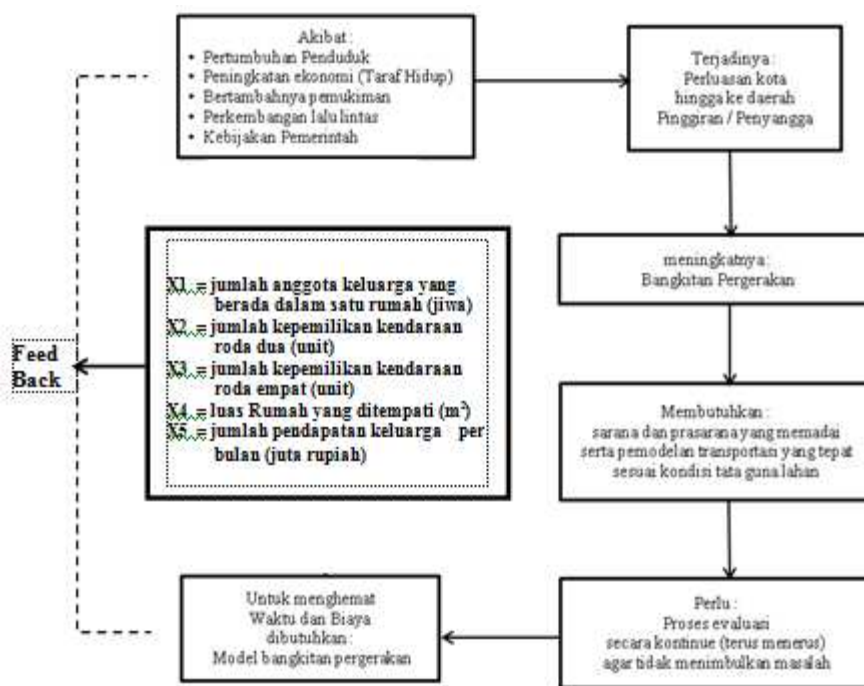 Akibat :
• Pertumbuhan Penduduk
• Peningkatan ekonomi (Taraf Hidup)
• Bertambahnya pemukiman
• Perkembangan lalu lintas
• Kebijakan Pemerintah
Terjadinya :
Perluasan kota
hingga ke daerah
Pinggiran / Penyangga
meningkatnya :
Bangkitan Pergerakan
X1 = jumlah anggota keluarga yang
berada dalam satu rumah (jiwa)
X2 = jumlah kepemilikan kendaraan
roda dua (unit)
X3 = jumlah kepemilikan kendaraan
roda empat (unit)
X4 = luas Rumah yang ditempati (m²)
X5 = jumlah pendapatan keluarga per
bulan (juta rupiah)
Feed
Back
Membutuhkan :
sarana dan prasarana yang memadai
serta pemodelan transportasi yang tepat
sesuai kondisi tata guna lahan
Perlu :
Proses evaluasi
secara kontinue (terus menerus)
agar tidak menimbulkan masalah
Untuk menghemat
Waktu dan Biaya
dibutuhkan :
Model bangkitan pergerakan